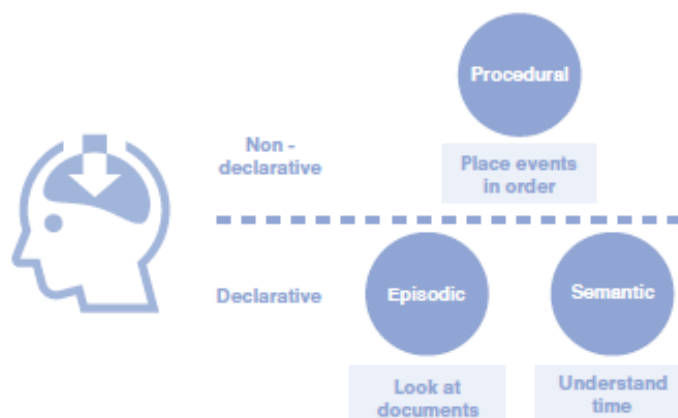 Procedural
Non -
declarative
Place events
in order
Declarative
Episodic
Semantic
Look at
documents
Understand
time